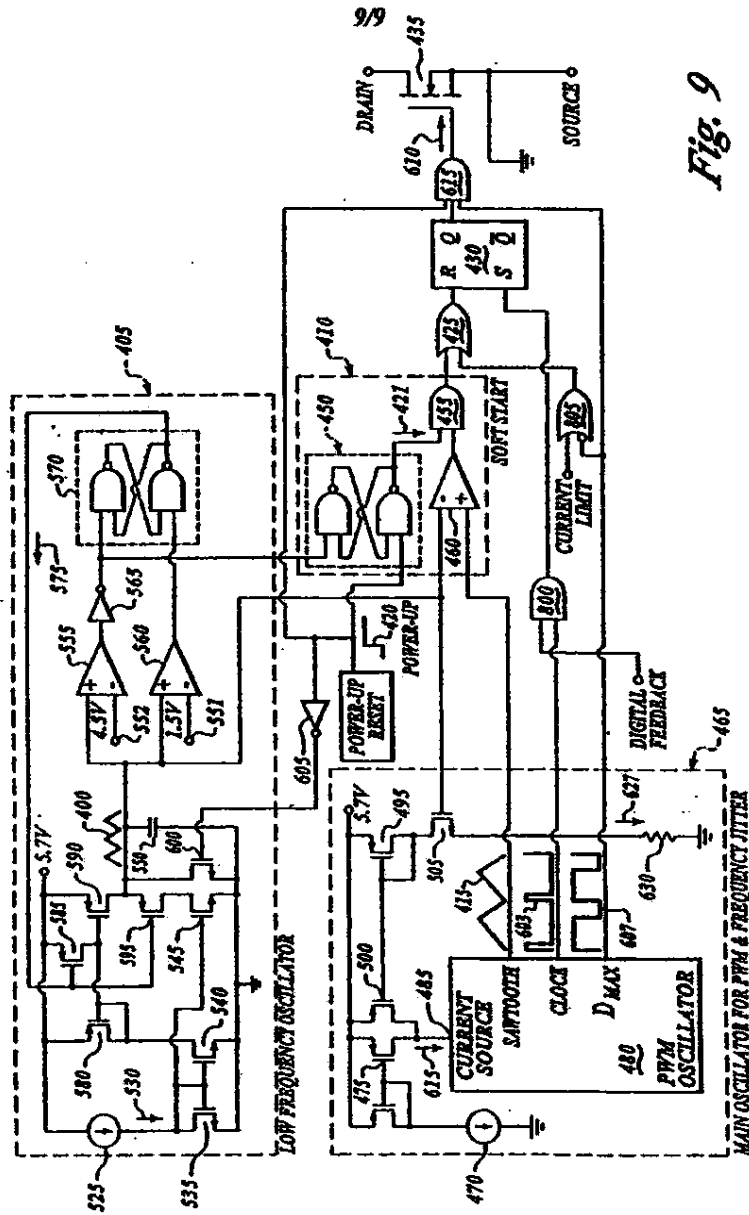 9/9
405
570
575
565
555
4.5V
552
560
1.5V
551
5.7V
590
585
400
550
600
595
545
580
540
530
525
535
LOW FREQUENCY OSCILLATOR
410
450
421
455
460
SOFT START
605
POWER-UP
RESET
420
POWER-UP
DRAIN
435
610
615
SOURCE
R Q
430
S Q
425
805
CURRENT
LIMIT
800
DIGITAL
FEEDBACK
465
5.7V
495
500
505
627
630
475
485
615
470
415
603
607
CURRENT
SOURCE
SAWTOOTH
CLOCK
D MAX
480
PWM
OSCILLATOR
MAIN OSCILLATOR FOR PWM & FREQUENCY JITTER
Fig. 9